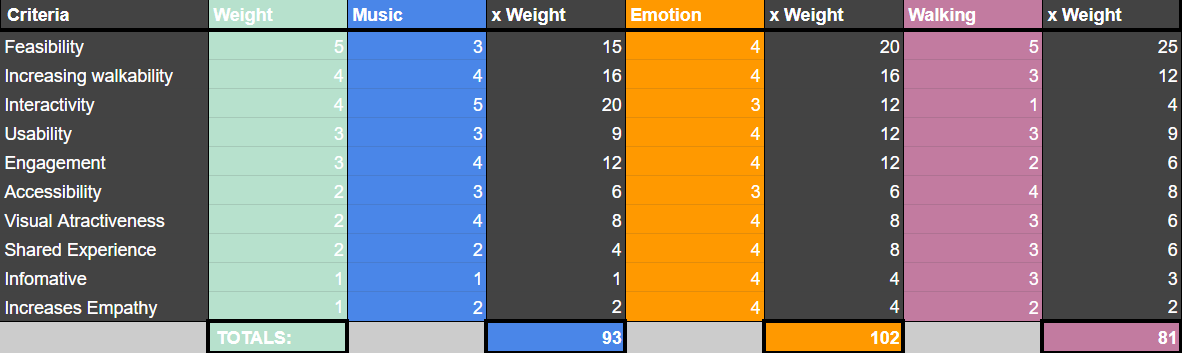 Criteria Weight Music x Weight Emotion x Weight Walking x Weight
Feasibility 5 3 15 4 20 5 25
Increasing walkability 4 4 16 4 16 3 12
Interactivity 4 5 20 3 12 1 4
Usability 3 3 9 4 12 3 9
Engagement 3 4 12 4 12 2 6
Accessibility 2 3 6 3 6 4 8
Visual Atractiveness 2 4 8 4 8 3 6
Shared Experience 2 2 4 4 8 3 6
Infomative 1 1 1 4 4 3 3
Increases Empathy 1 2 2 4 4 2 2
TOTALS: 93 102 81